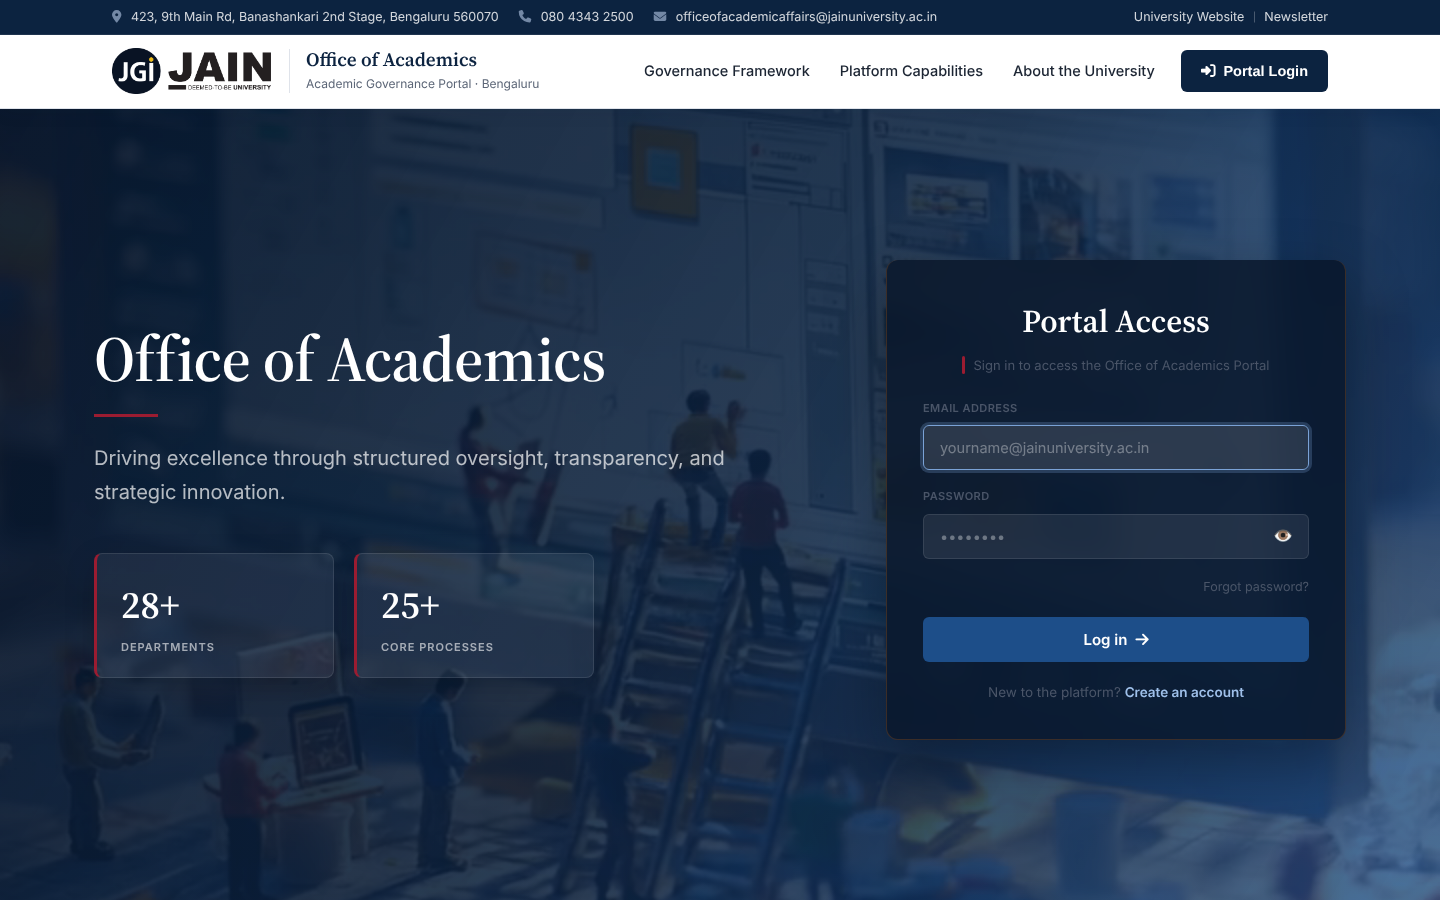 423, 9th Main Rd, Banashankari 2nd Stage, Bengaluru 560070
080 4343 2500
officeofacademicaffairs@jainuniversity.ac.in
University Website
Newsletter
JGi JAIN
DEEMED-TO-BE UNIVERSITY
Office of Academics
Academic Governance Portal · Bengaluru
Governance Framework
Platform Capabilities
About the University
Portal Login
Office of Academics
Driving excellence through structured oversight, transparency, and
strategic innovation.
28+
DEPARTMENTS
25+
CORE PROCESSES
Portal Access
Sign in to access the Office of Academics Portal
EMAIL ADDRESS
yourname@jainuniversity.ac.in
PASSWORD
••••••••
Forgot password?
Log in →
New to the platform? Create an account